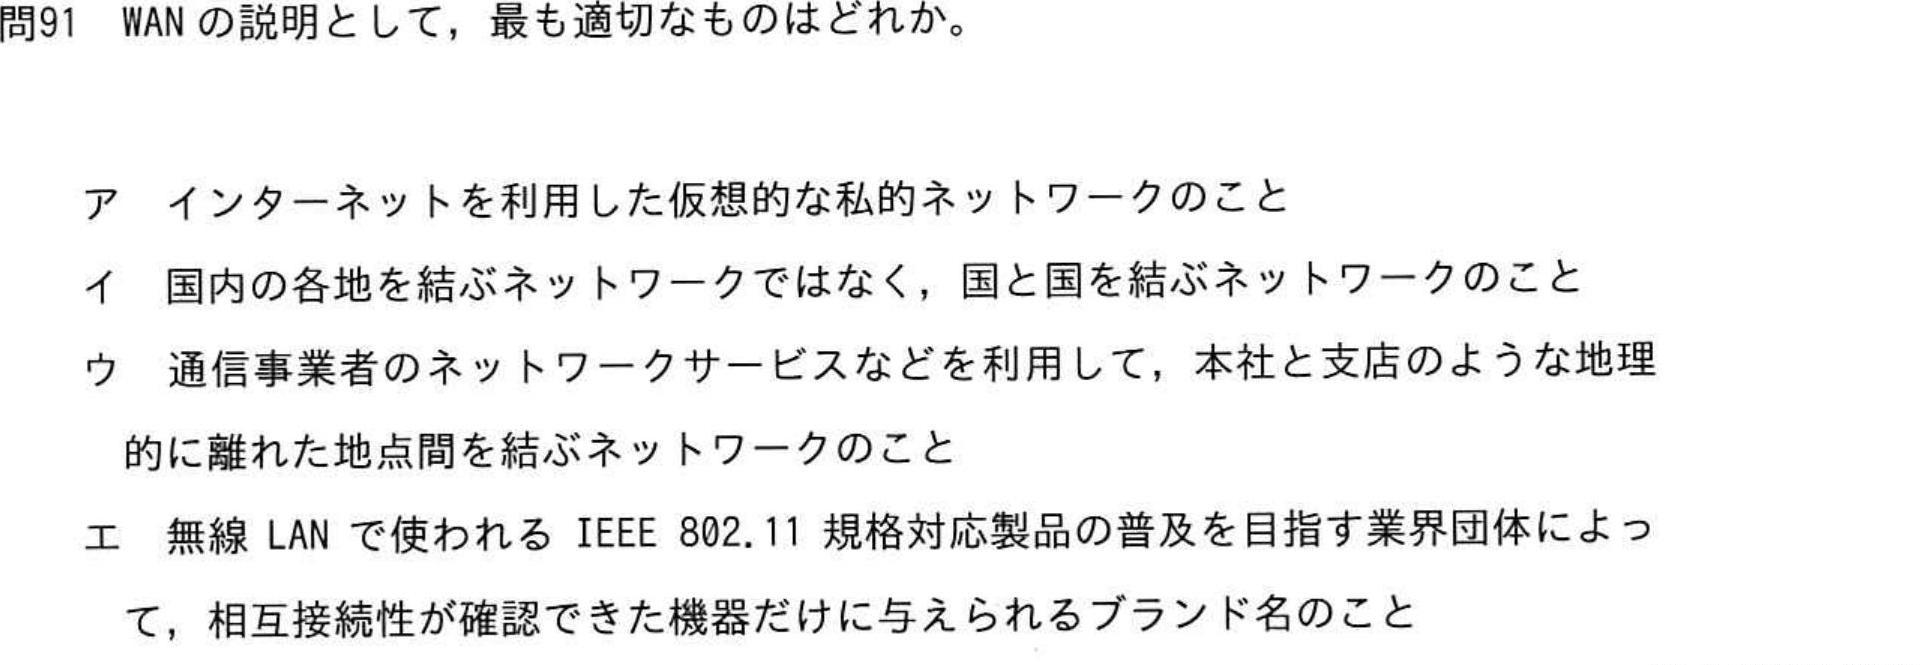 問91　WAN の説明として，最も適切なものはどれか。
ア　インターネットを利用した仮想的な私的ネットワークのこと
イ　国内の各地を結ぶネットワークではなく，国と国を結ぶネットワークのこと
ウ　通信事業者のネットワークサービスなどを利用して，本社と支店のような地理
的に離れた地点間を結ぶネットワークのこと
エ　無線 LAN で使われる IEEE 802.11 規格対応製品の普及を目指す業界団体によっ
て，相互接続性が確認できた機器だけに与えられるブランド名のこと